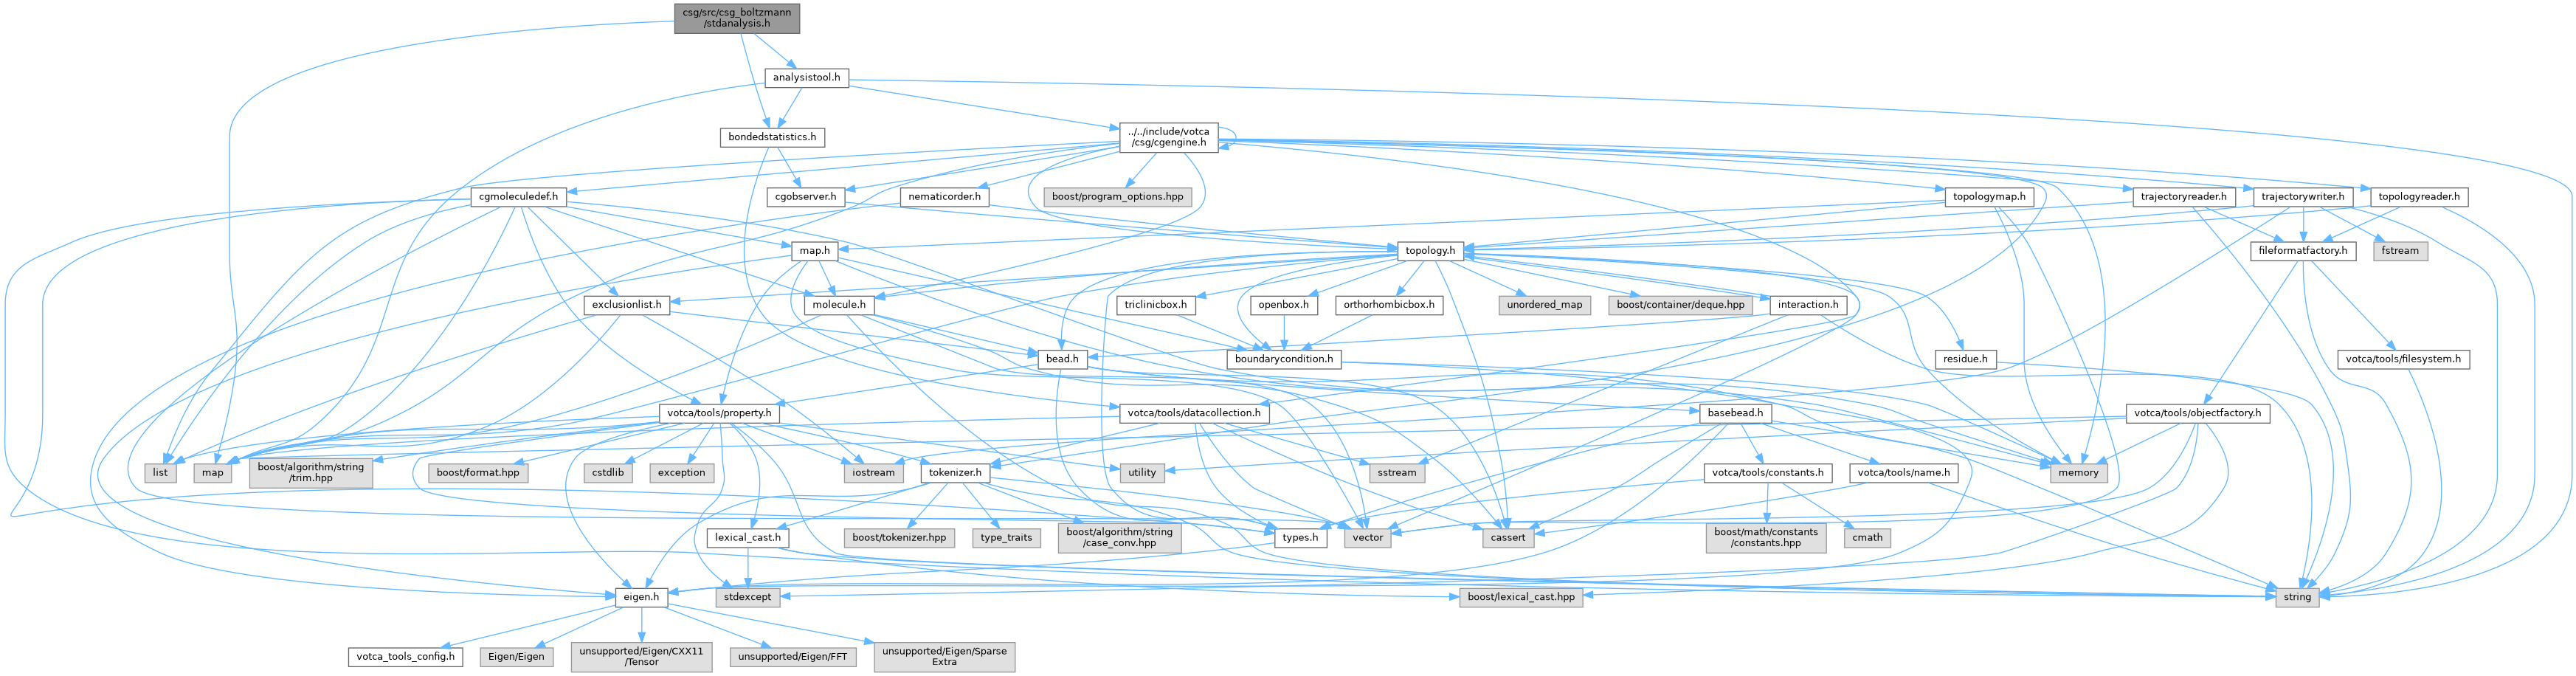 csg/src/csg_boltzmann
/stdanalysis.h
analysistool.h
bondedstatistics.h
../../include/votca
/csg/cgengine.h
cgmoleculedef.h
cgobserver.h
nematicorder.h
boost/program_options.hpp
topologymap.h
trajectoryreader.h
trajectorywriter.h
topologyreader.h
map.h
topology.h
fileformatfactory.h
fstream
exclusionlist.h
molecule.h
triclinicbox.h
openbox.h
orthorhombicbox.h
unordered_map
boost/container/deque.hpp
interaction.h
bead.h
boundarycondition.h
residue.h
votca/tools/filesystem.h
votca/tools/property.h
votca/tools/datacollection.h
basebead.h
votca/tools/objectfactory.h
list
map
boost/algorithm/string
/trim.hpp
boost/format.hpp
cstdlib
exception
iostream
tokenizer.h
utility
sstream
votca/tools/constants.h
votca/tools/name.h
memory
lexical_cast.h
boost/tokenizer.hpp
type_traits
boost/algorithm/string
/case_conv.hpp
types.h
vector
cassert
boost/math/constants
/constants.hpp
cmath
eigen.h
stdexcept
boost/lexical_cast.hpp
string
votca_tools_config.h
Eigen/Eigen
unsupported/Eigen/CXX11
/Tensor
unsupported/Eigen/FFT
unsupported/Eigen/Sparse
Extra